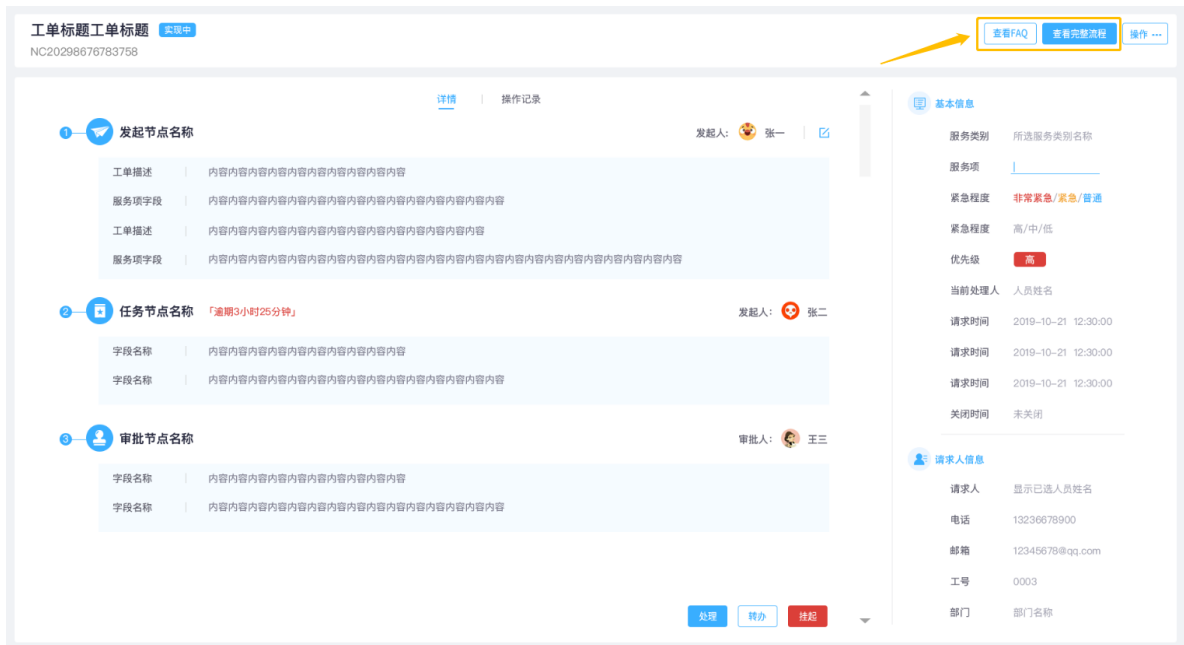 工单标题工单标题 实现中
NC20298676783758
查看FAQ 查看完整流程 操作 ···
详情 操作记录
1 发起节点名称 发起人: 张一
工单描述 内容内容内容内容内容内容内容内容内容内容
服务项字段 内容内容内容内容内容内容内容内容内容内容内容内容内容内容内容
工单描述 内容内容内容内容内容内容内容内容内容内容内容内容内容内容
服务项字段 内容内容内容内容内容内容内容内容内容内容内容内容内容内容内容内容内容内容内容内容内容内容内容内容
2 任务节点名称 「逾期3小时25分钟」 发起人: 张二
字段名称 内容内容内容内容内容内容内容内容内容内容
字段名称 内容内容内容内容内容内容内容内容内容内容内容内容内容内容内容
3 审批节点名称 审批人: 王三
字段名称 内容内容内容内容内容内容内容内容内容内容
字段名称 内容内容内容内容内容内容内容内容内容内容内容内容内容内容内容
处理 转办 挂起
基本信息
服务类别 所选服务类别名称
服务项
紧急程度 非常紧急/紧急/普通
紧急程度 高/中/低
优先级 高
当前处理人 人员姓名
请求时间 2019-10-21 12:30:00
请求时间 2019-10-21 12:30:00
请求时间 2019-10-21 12:30:00
关闭时间 未关闭
请求人信息
请求人 显示已选人员姓名
电话 13236678900
邮箱 12345678@qq.com
工号 0003
部门 部门名称